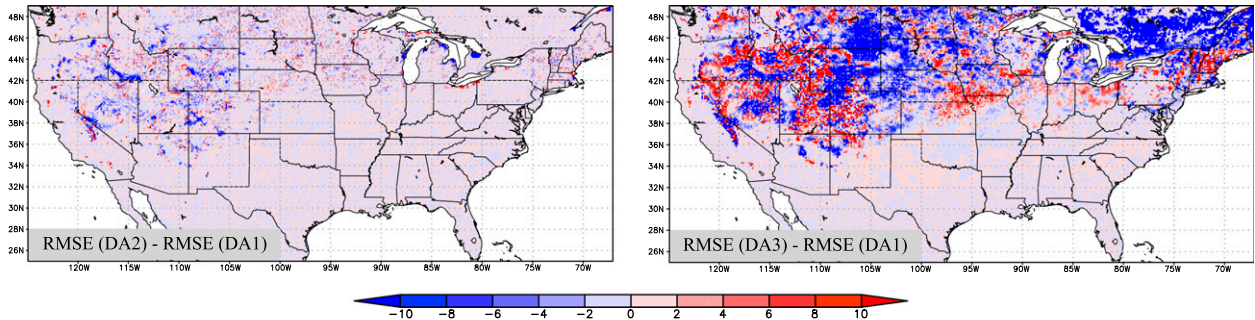 48N 48N
46N 46N
44N 44N
42N 42N
40N 40N
38N 38N
36N 36N
34N 34N
32N 32N
30N 30N
28N 28N
26N 26N
RMSE (DA2) - RMSE (DA1) RMSE (DA3) - RMSE (DA1)
120W 115W 110W 105W 100W 95W 90W 85W 80W 75W 70W 120W 115W 110W 105W 100W 95W 90W 85W 80W 75W 70W
-10 -8 -6 -4 -2 0 2 4 6 8 10